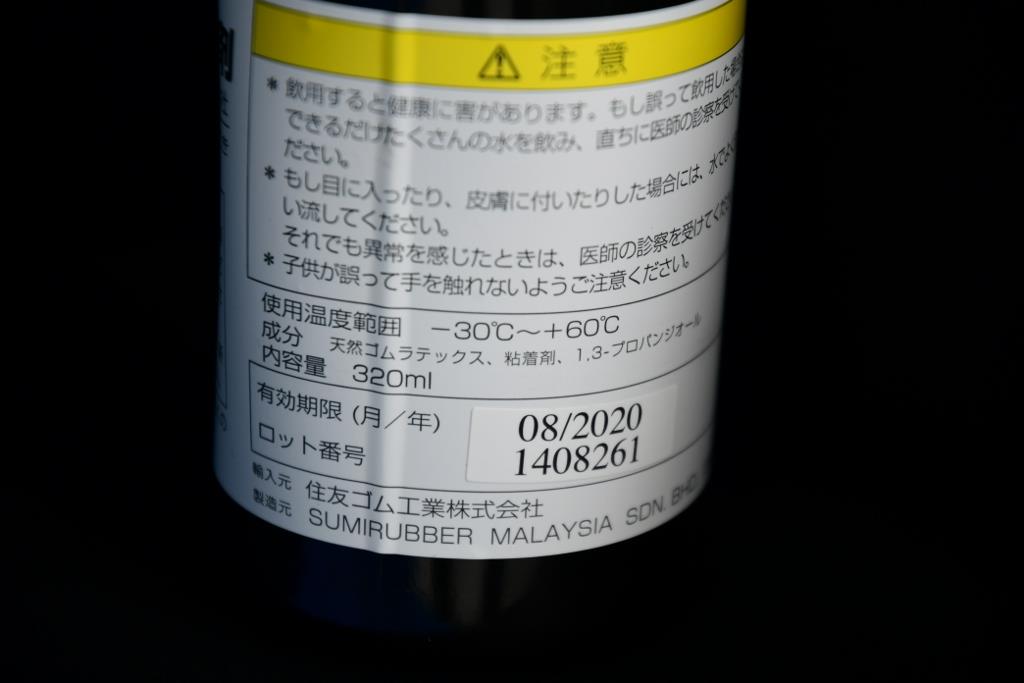 剤
⚠ 注意
* 飲用すると健康に害があります。もし誤って飲用した場合
できるだけたくさんの水を飲み、直ちに医師の診察を受けて
ださい。
* もし目に入ったり、皮膚に付いたりした場合には、水でよく
い流してください。
それでも異常を感じたときは、医師の診察を受けてくだ
* 子供が誤って手を触れないようご注意ください。
使用温度範囲 −30℃〜+60℃
成分 天然ゴムラテックス、粘着剤、1,3-プロパンジオール
内容量 320ml
有効期限 (月/年) 08/2020
ロット番号 1408261
輸入元 住友ゴム工業株式会社
製造元 SUMIRUBBER MALAYSIA SDN. BHD.